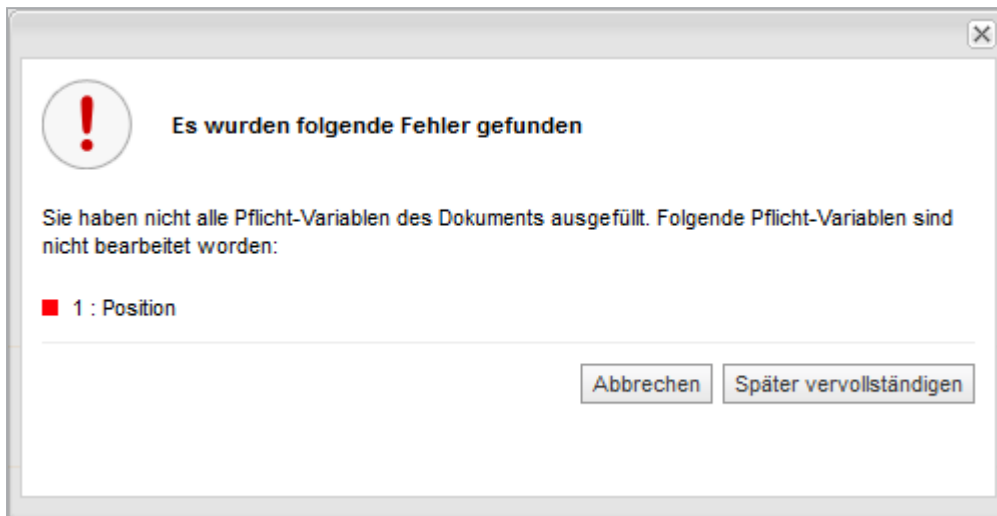 Es wurden folgende Fehler gefunden
Sie haben nicht alle Pflicht-Variablen des Dokuments ausgefüllt. Folgende Pflicht-Variablen sind
nicht bearbeitet worden:
1 : Position
Abbrechen Später vervollständigen